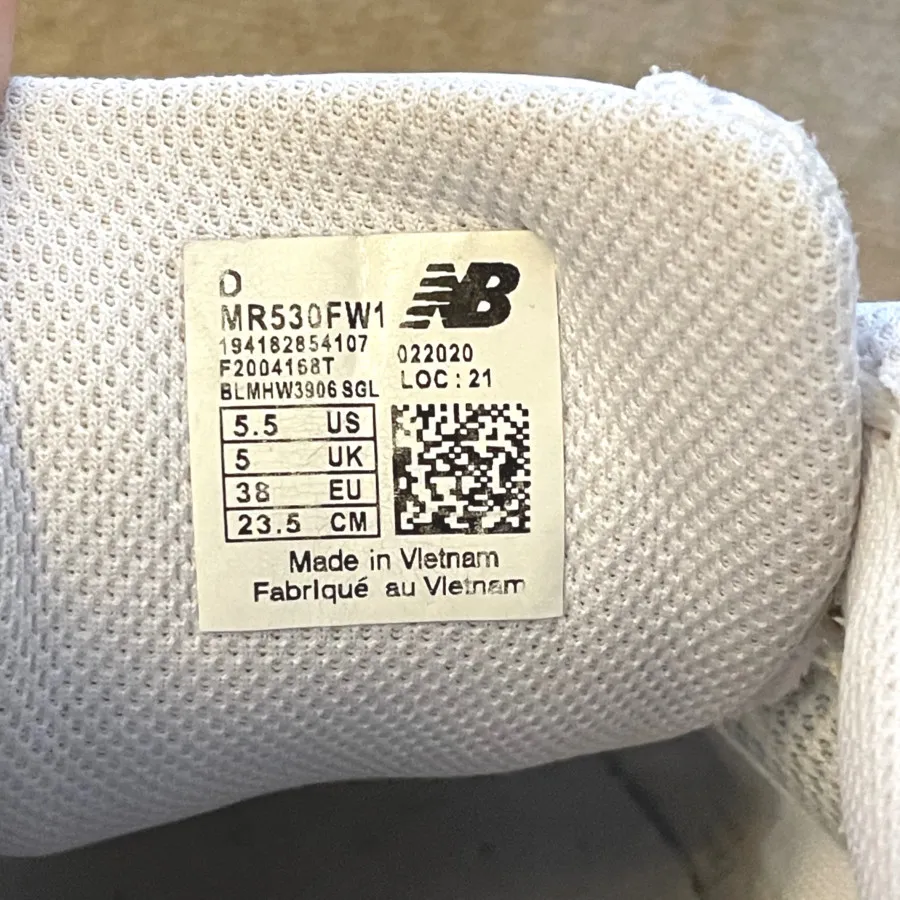 D
MR530FW1
194182854107
F2004168T
BLMHW3906 SGL
NB
022020
LOC : 21
5.5 US
5 UK
38 EU
23.5 CM
Made in Vietnam
Fabriqué au Vietnam